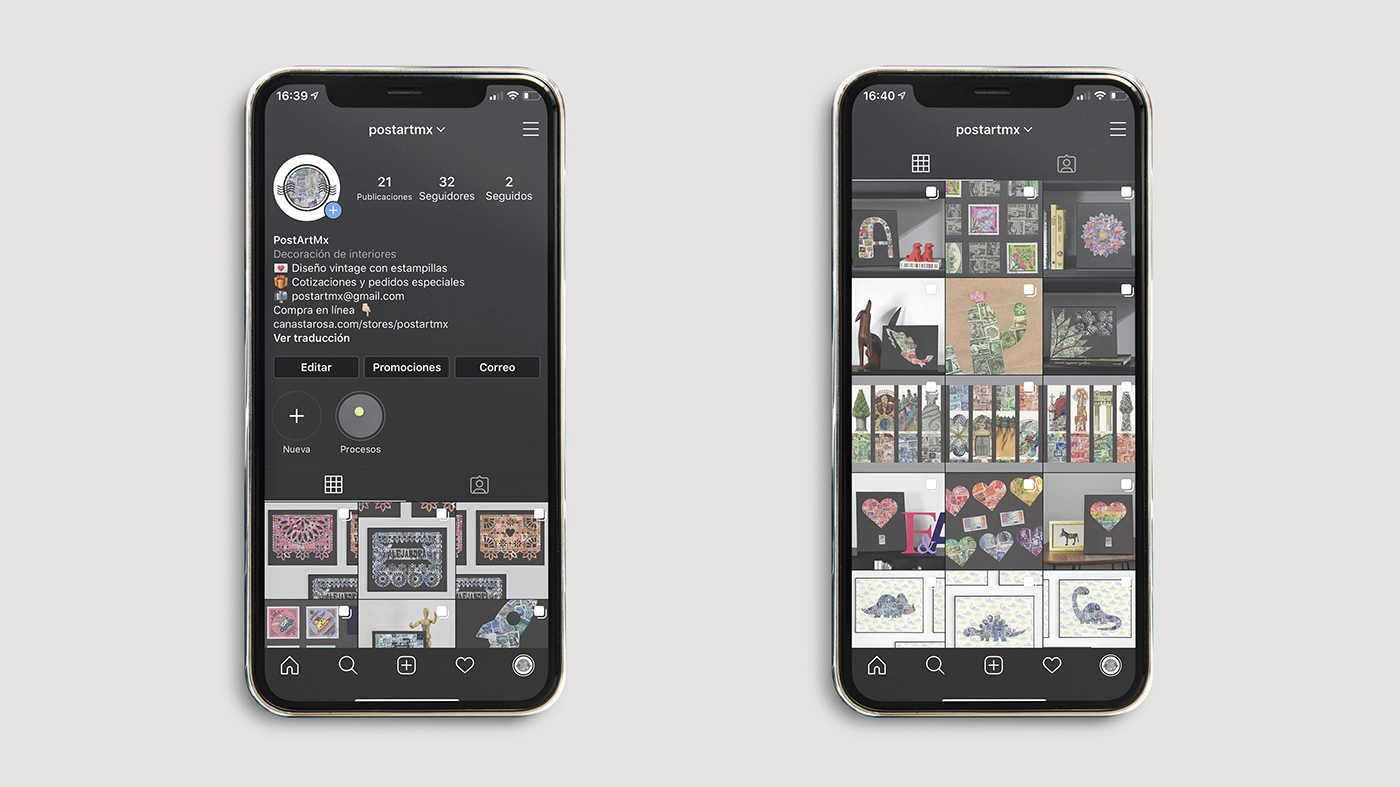 16:39
postartmx
21
32
2
Publicaciones
Seguidores
Seguidos
PostArtMx
Decoración de interiores
💌 Diseño vintage con estampillas
🎁 Cotizaciones y pedidos especiales
📬 postartmx@gmail.com
Compra en línea 👇🏼
canastarosa.com/stores/postartmx
Ver traducción
Editar
Promociones
Correo
Nueva
Procesos
ALEJANDRA
16:40
postartmx
A
E&A